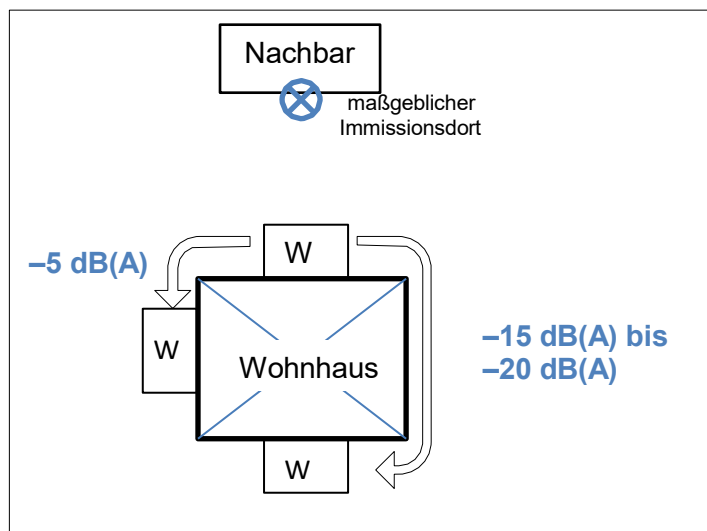 Nachbar
maßgeblicher
Immissionsdort
W
–5 dB(A)
W
Wohnhaus
–15 dB(A) bis
–20 dB(A)
W